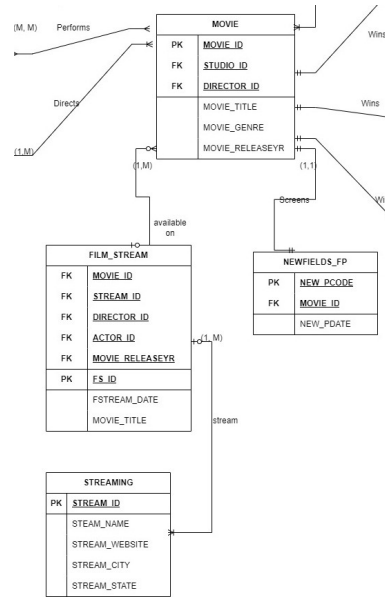 MOVIE
PK MOVIE_ID
FK STUDIO_ID
FK DIRECTOR_ID
MOVIE_TITLE
MOVIE_GENRE
MOVIE_RELEASEYR
(M, M) Performs
Directs
(1,M)
Wins
Wins
Wi
(1,M)
(1,1)
available
on
Screens
FILM_STREAM
FK MOVIE_ID
FK STREAM_ID
FK DIRECTOR_ID
FK ACTOR_ID
FK MOVIE_RELEASEYR
PK FS_ID
FSTREAM_DATE
MOVIE_TITLE
NEWFIELDS_FP
PK NEW_PCODE
FK MOVIE_ID
NEW_PDATE
(1, M)
stream
STREAMING
PK STREAM_ID
STEAM_NAME
STREAM_WEBSITE
STREAM_CITY
STREAM_STATE